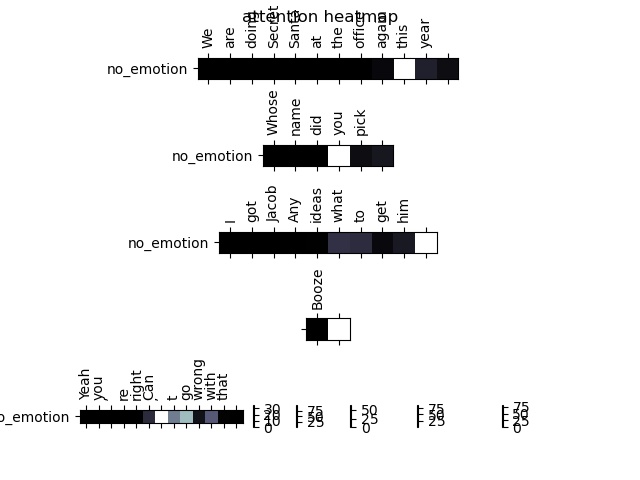 attention heatmap
We are doing Secret Santa at the office again this year
no_emotion
Whose name did you pick
no_emotion
I got Jacob Any ideas what to get him
no_emotion
Booze
Yeah you , re right Can , t go wrong with that
o_emotion
30 20 10 0
75 50 25
50 25 0
75 50 25
75 50 25 0